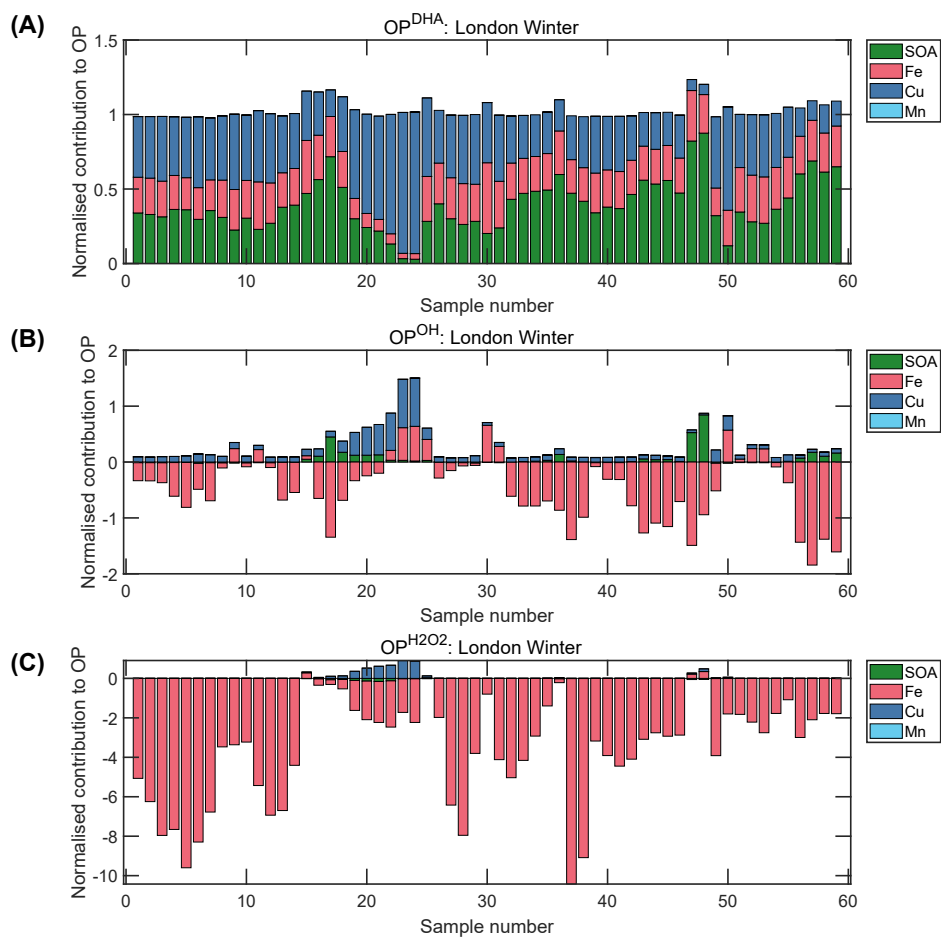 (A)
OP^DHA: London Winter
Normalised contribution to OP
1.5
1
0.5
0
0 10 20 30 40 50 60
Sample number
SOA
Fe
Cu
Mn
(B)
OP^OH: London Winter
Normalised contribution to OP
2
1
0
-1
-2
0 10 20 30 40 50 60
Sample number
SOA
Fe
Cu
Mn
(C)
OP^H2O2: London Winter
Normalised contribution to OP
0
-2
-4
-6
-8
-10
0 10 20 30 40 50 60
Sample number
SOA
Fe
Cu
Mn